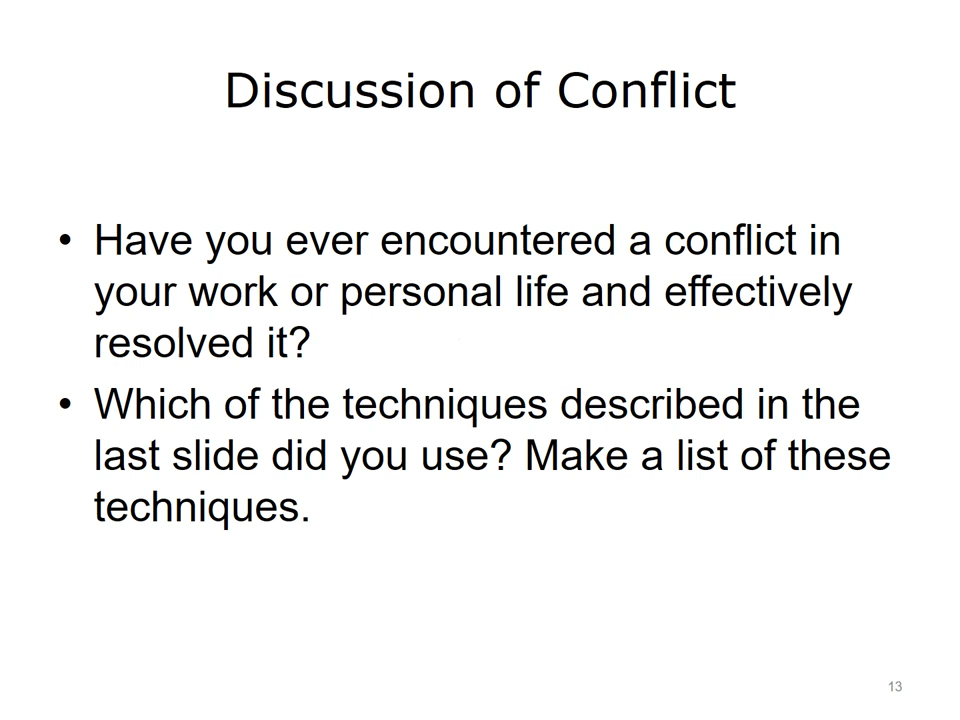 Discussion of Conflict
• Have you ever encountered a conflict in
your work or personal life and effectively
resolved it?
• Which of the techniques described in the
last slide did you use? Make a list of these
techniques.
13